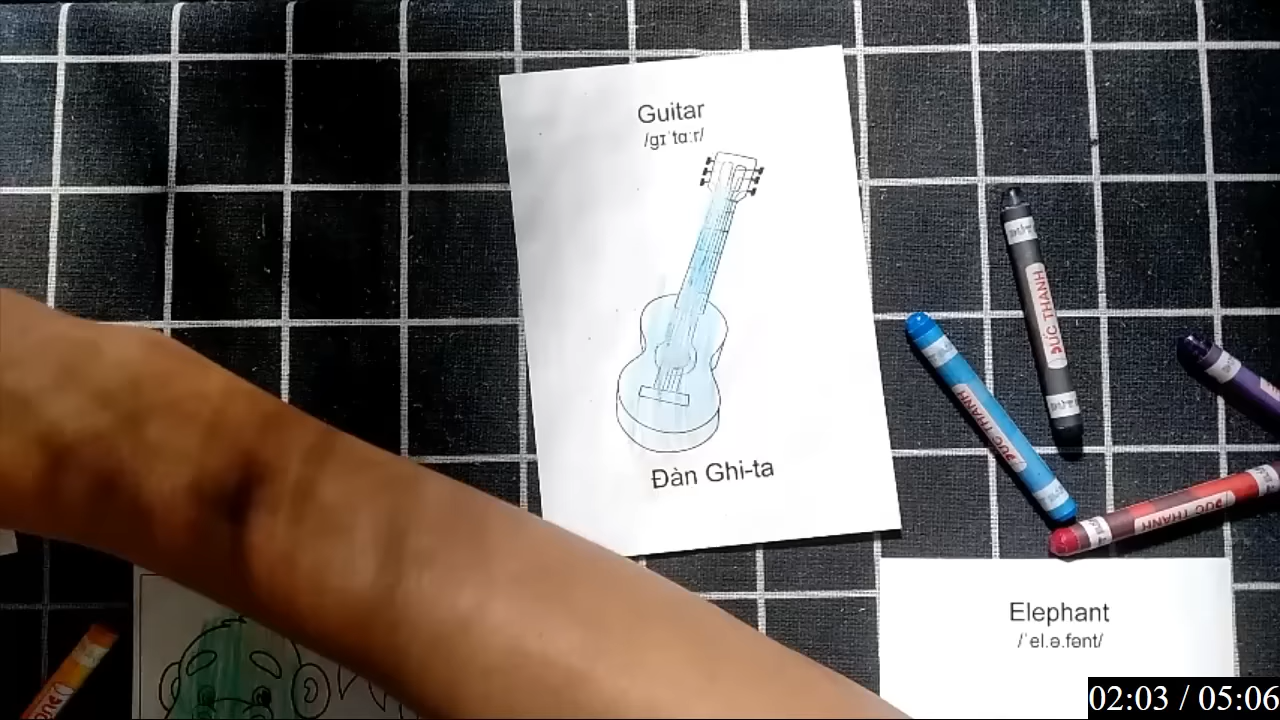 Guitar
/ɡɪˈtɑːr/
Đàn Ghi-ta
ĐỨC THANH
ĐỨC THANH
ĐỨC THANH
Elephant
/ˈel.ə.fənt/
02:03 / 05:06